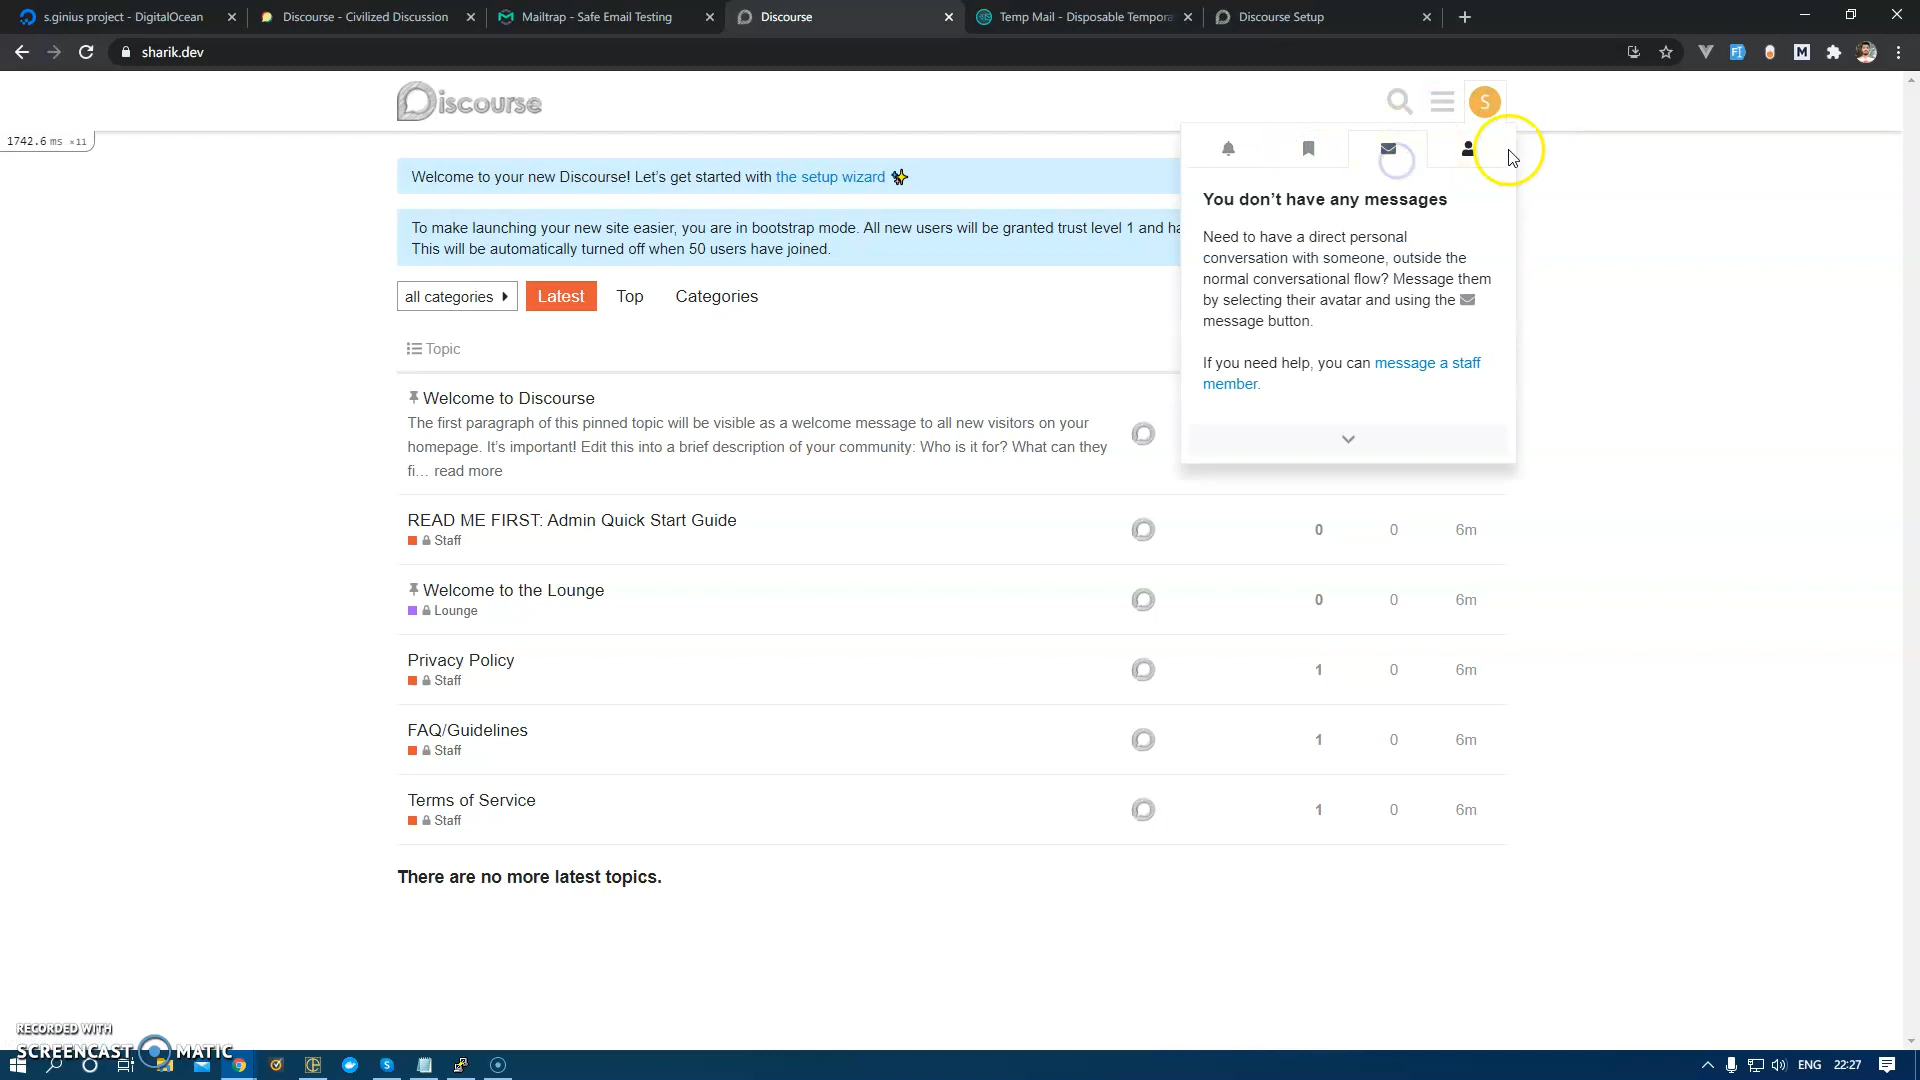 s.ginius project - DigitalOcean
Discourse - Civilized Discussion
Mailtrap - Safe Email Testing
Discourse
Temp Mail - Disposable Tempora
Discourse Setup
sharik.dev
Discourse
S
1742.6 ms ×11
Welcome to your new Discourse! Let's get started with the setup wizard ✨
To make launching your new site easier, you are in bootstrap mode. All new users will be granted trust level 1 and ha
This will be automatically turned off when 50 users have joined.
You don't have any messages
Need to have a direct personal
conversation with someone, outside the
normal conversational flow? Message them
by selecting their avatar and using the
message button.
If you need help, you can message a staff
member.
all categories
Latest
Top
Categories
Topic
Welcome to Discourse
The first paragraph of this pinned topic will be visible as a welcome message to all new visitors on your
homepage. It's important! Edit this into a brief description of your community: Who is it for? What can they
fi… read more
READ ME FIRST: Admin Quick Start Guide
Staff
0 0 6m
Welcome to the Lounge
Lounge
0 0 6m
Privacy Policy
Staff
1 0 6m
FAQ/Guidelines
Staff
1 0 6m
Terms of Service
Staff
1 0 6m
There are no more latest topics.
RECORDED WITH
SCREENCAST MATIC
ENG 22:27